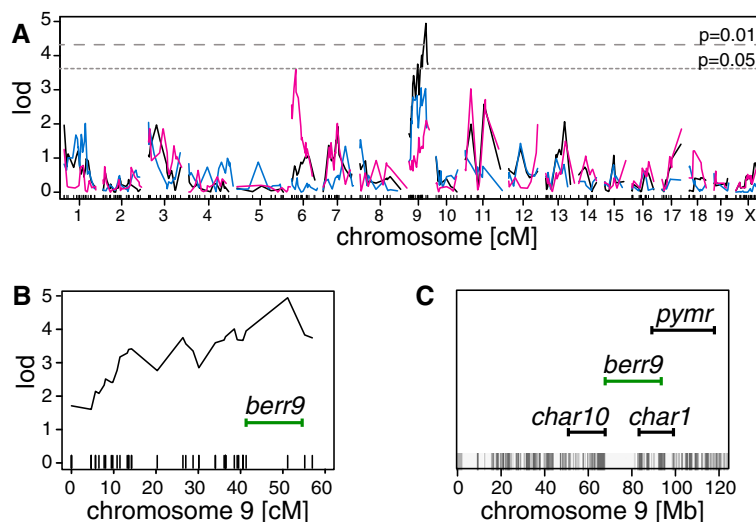 A
5
4
3
2
1
0
lod
p=0.01
p=0.05
1 2 3 4 5 6 7 8 9 10 11 12 13 14 15 16 17 18 19 X
chromosome [cM]
B
5
4
3
2
1
0
lod
berr9
0 20 40 60
chromosome 9 [cM]
C
pymr
berr9
char10 char1
0 20 40 60 80 100 120
chromosome 9 [Mb]